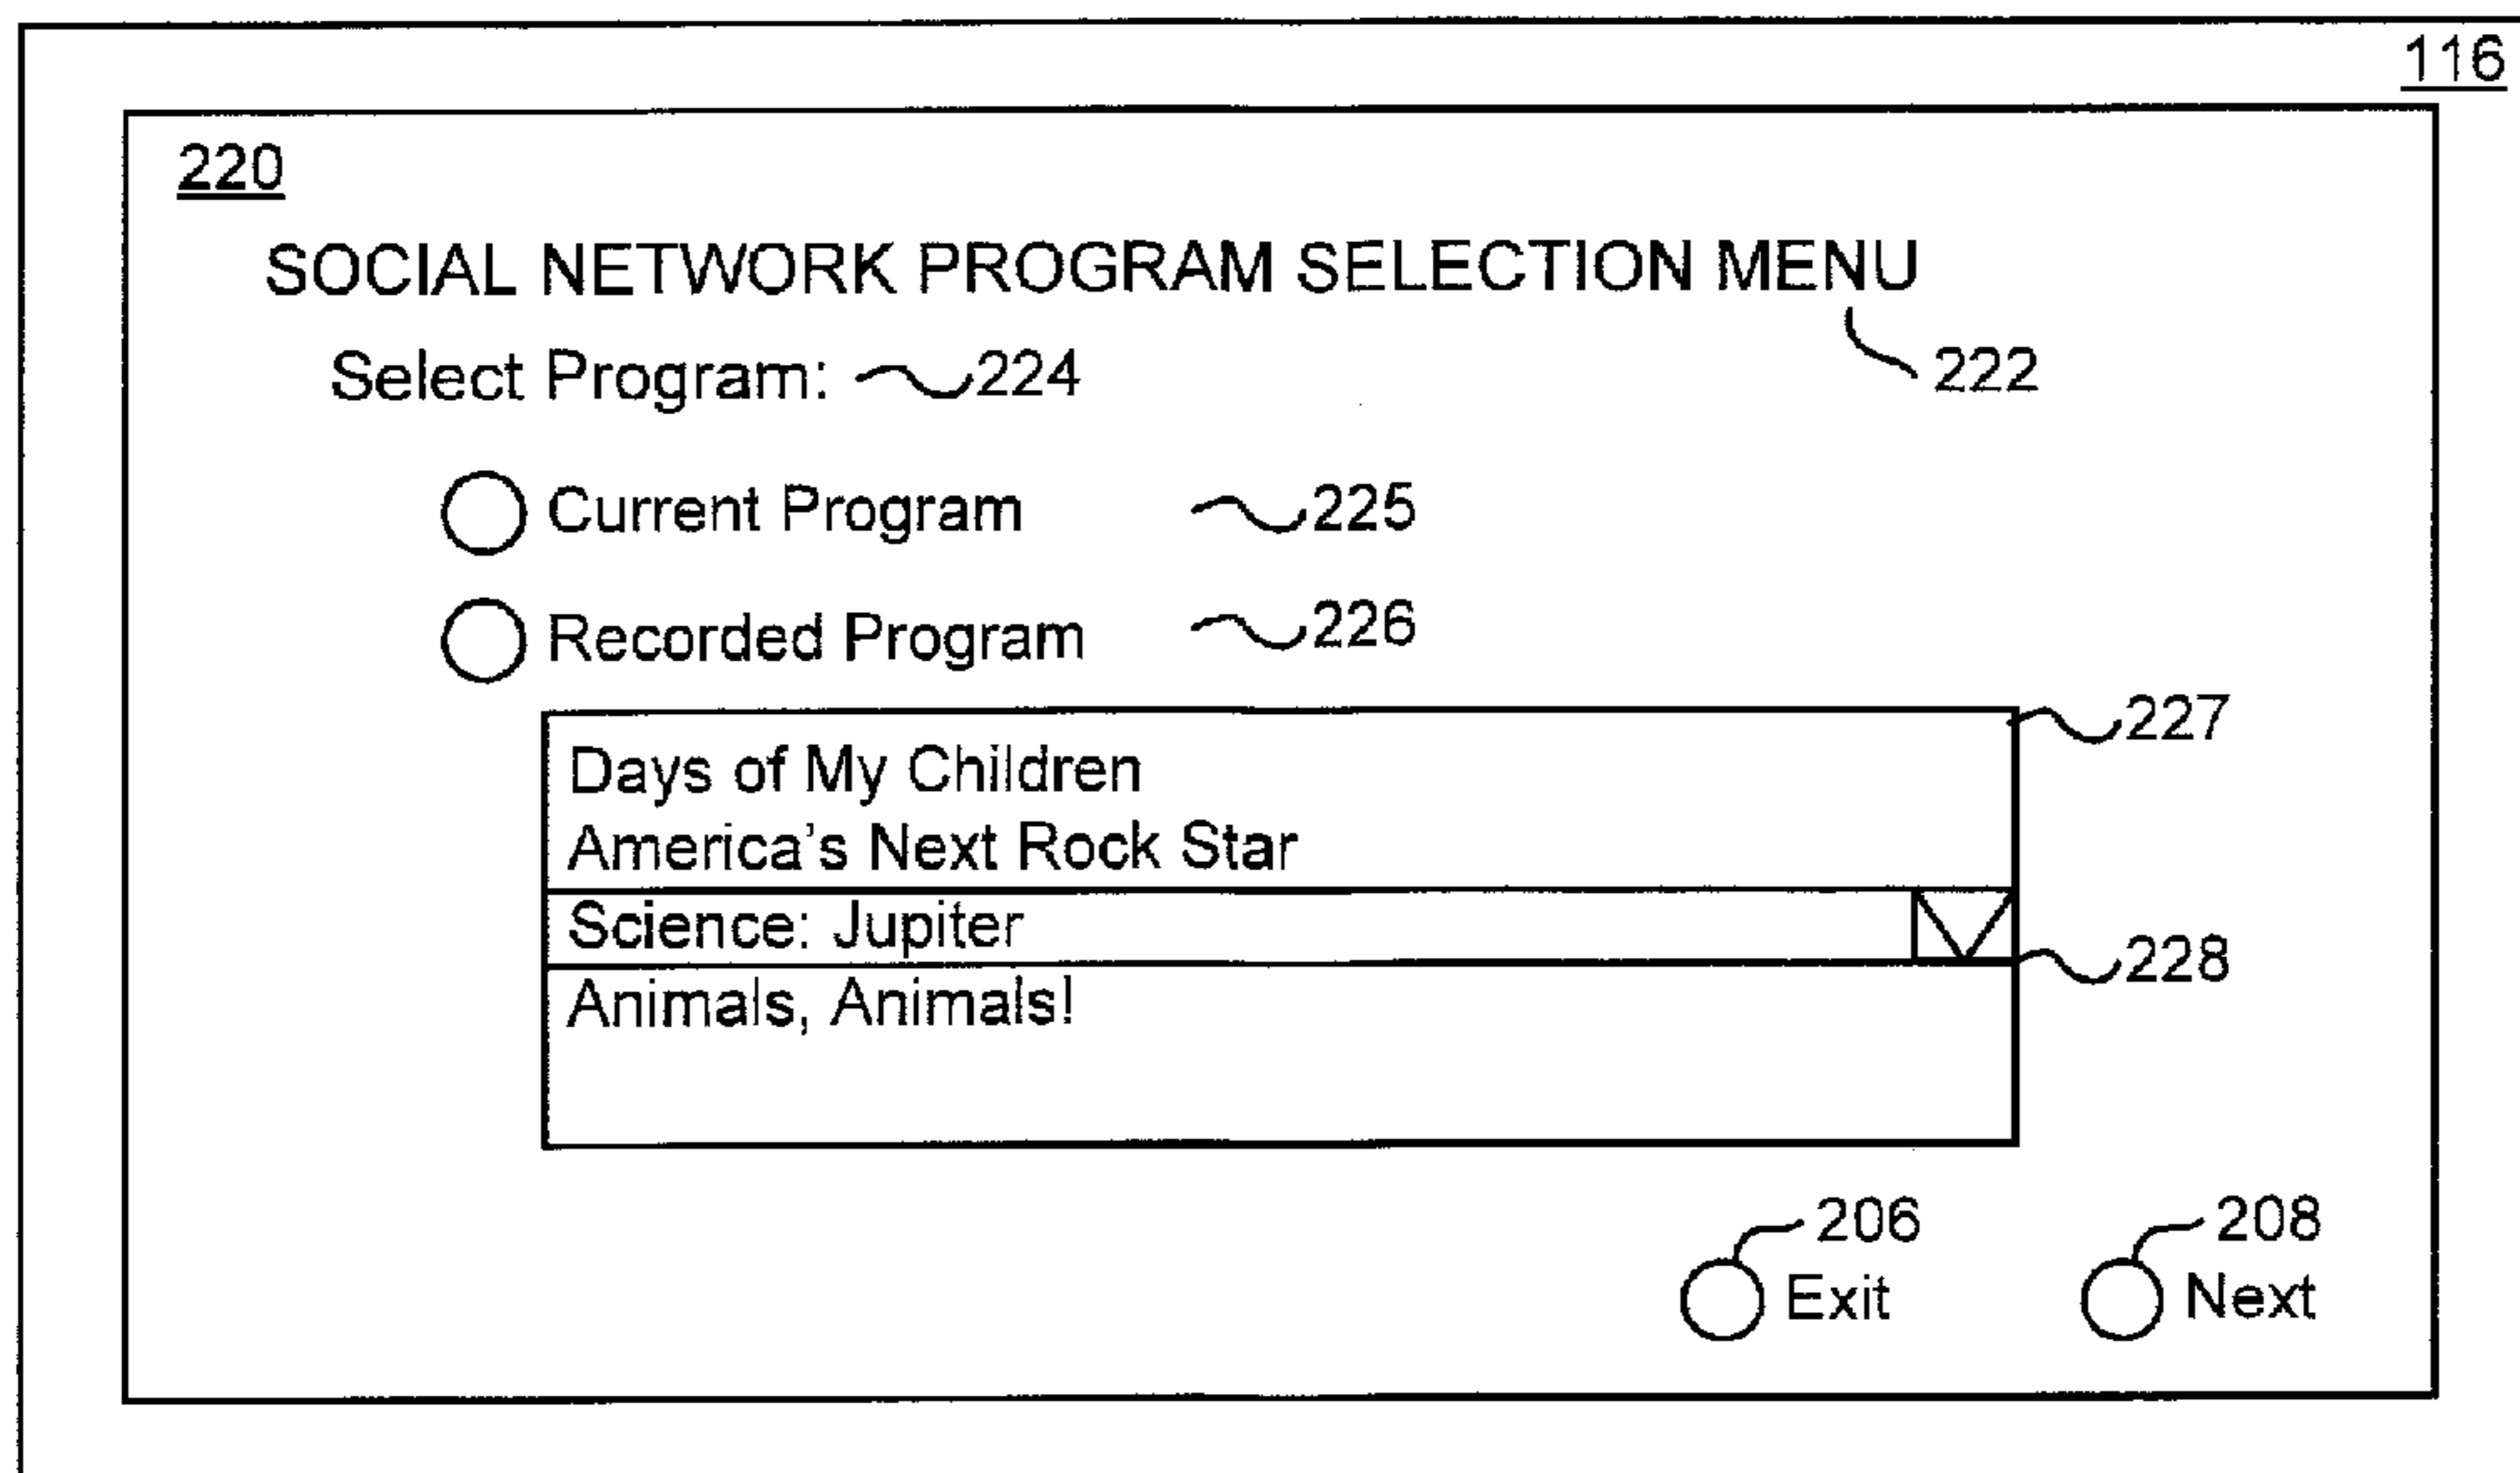 116
220
SOCIAL NETWORK PROGRAM SELECTION MENU
222
Select Program: 224
Current Program 225
Recorded Program 226
227
Days of My Children
America's Next Rock Star
Science: Jupiter
228
Animals, Animals!
206 208
Exit Next